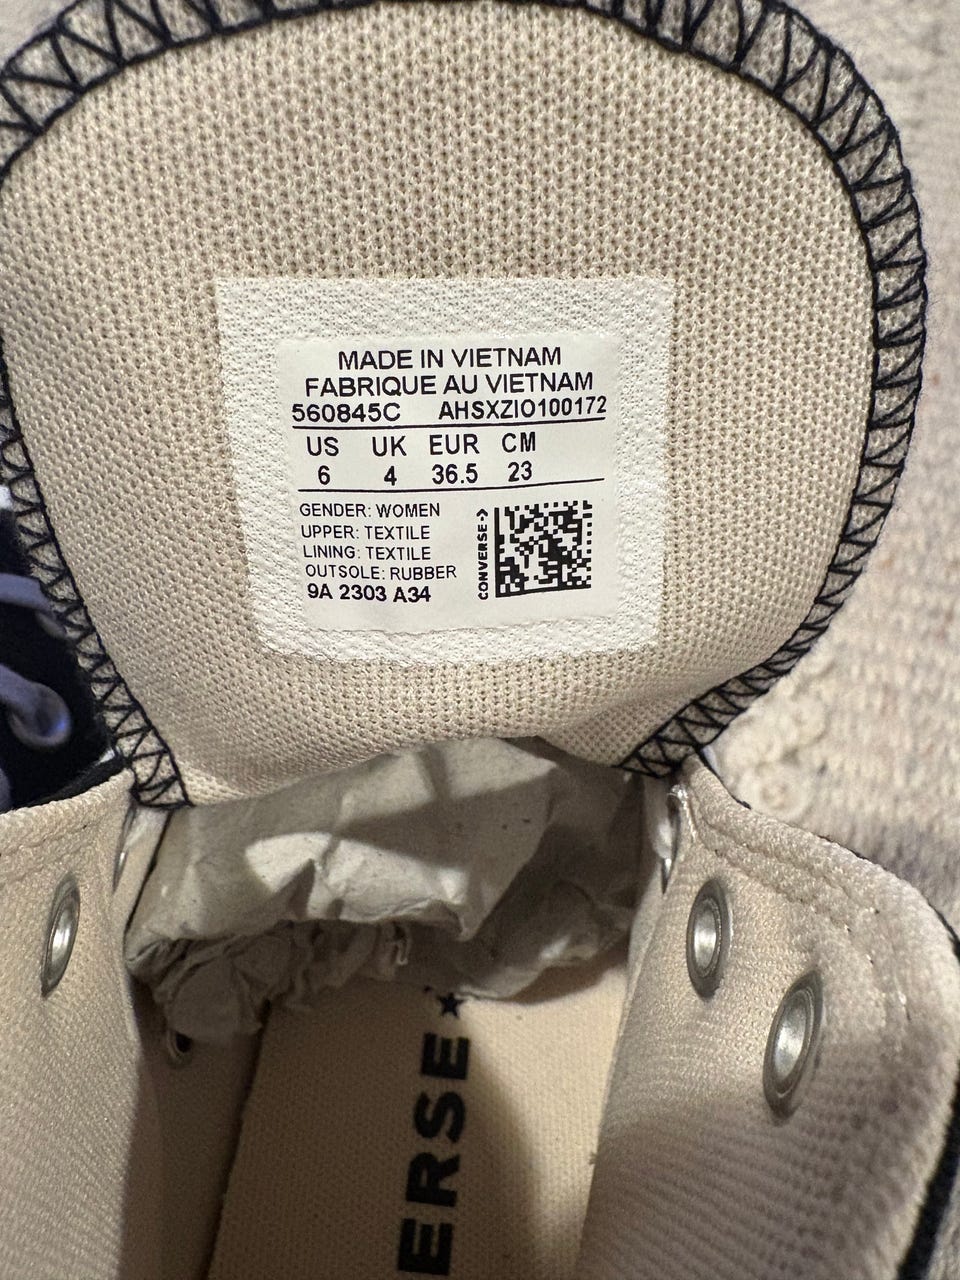 MADE IN VIETNAM
FABRIQUE AU VIETNAM
560845C AHSXZIO100172
US UK EUR CM
6 4 36.5 23
GENDER: WOMEN
UPPER: TEXTILE
LINING: TEXTILE
OUTSOLE: RUBBER
9A 2303 A34
CONVERSE->
ERSE